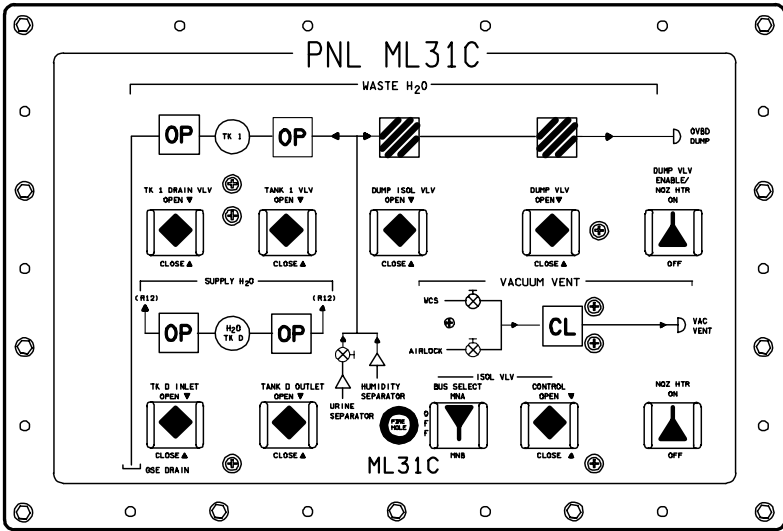 PNL ML31C
WASTE H₂O
OP
TK 1
OP
OVBD
DUMP
TK 1 DRAIN VLV
OPEN ▼
TANK 1 VLV
OPEN ▼
DUMP ISOL VLV
OPEN ▼
DUMP VLV
OPEN ▼
DUMP VLV
ENABLE/
NOZ HTR
ON
CLOSE ▲
CLOSE ▲
CLOSE ▲
CLOSE ▲
OFF
SUPPLY H₂O
VACUUM VENT
(R12)
(R12)
WCS
OP
H₂O
TK D
OP
CL
VAC
VENT
AIRLOCK
ISOL VLV
TK D INLET
OPEN ▼
TANK D OUTLET
OPEN ▼
URINE
SEPARATOR
HUMIDITY
SEPARATOR
BUS SELECT
MNA
CONTROL
OPEN ▼
NOZ HTR
ON
FIRE
HOLE
OFF
CLOSE ▲
CLOSE ▲
MNB
CLOSE ▲
OFF
GSE DRAIN
ML31C